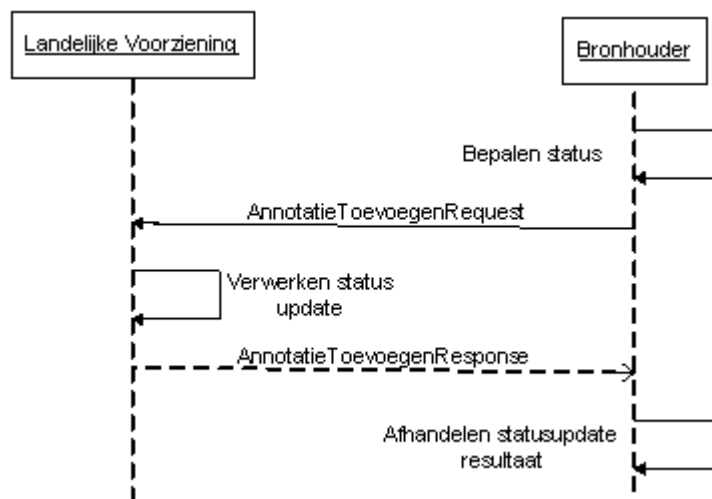 Landelijke Voorziening
Bronhouder
Bepalen status
AnnotatieToevoegenRequest
Verwerken status
update
AnnotatieToevoegenResponse
Afhandelen statusupdate
resultaat